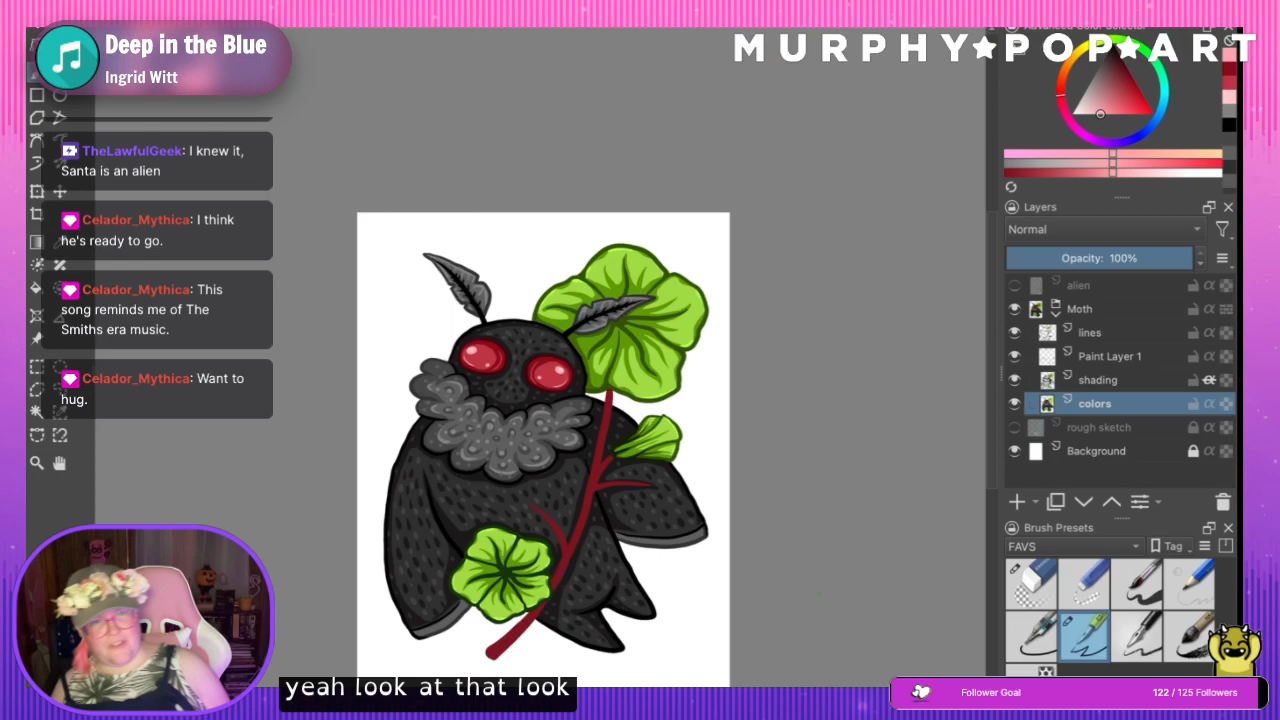 Deep in the Blue
Ingrid Witt
MURPHY★POP★ART
TheLawfulGeek: I knew it,
Santa is an alien
Celador_Mythica: I think
he's ready to go.
Celador_Mythica: This
song reminds me of The
Smiths era music.
Celador_Mythica: Want to
hug.
Layers
Normal
Opacity: 100%
alien
Moth
lines
Paint Layer 1
shading
colors
rough sketch
Background
Brush Presets
FAVS
Tag
yeah look at that look
Follower Goal
122 / 125 Followers